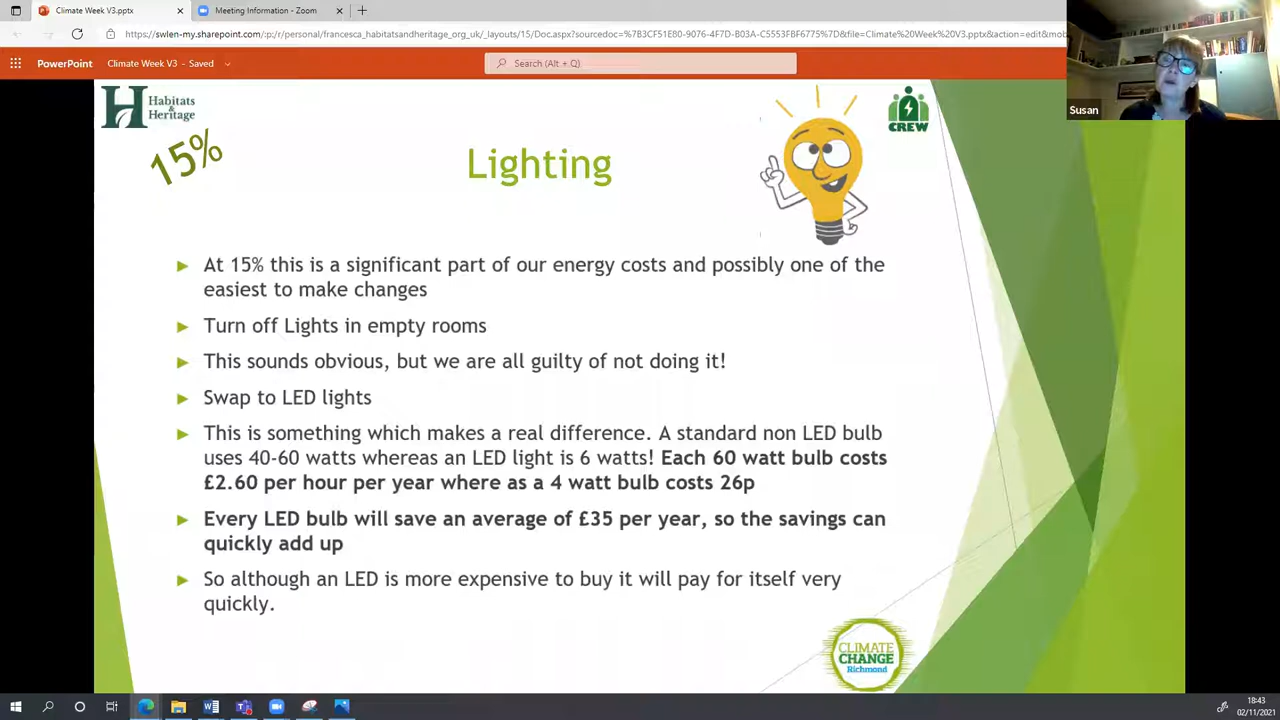 Climate Week V3.pptx
Meeting Information - Zoom
https://swlen-my.sharepoint.com/:p:/r/personal/francesca_habitatsandheritage_org_uk/_layouts/15/Doc.aspx?sourcedoc=%7B3CF51E80-9076-4F7D-B03A-C5553FBF6775%7D&file=Climate%20Week%20V3.pptx&action=edit&mob
PowerPoint
Climate Week V3 - Saved
Search (Alt + Q)
Susan
Habitats
&
Heritage
CREW
15%
Lighting
At 15% this is a significant part of our energy costs and possibly one of the
easiest to make changes
Turn off Lights in empty rooms
This sounds obvious, but we are all guilty of not doing it!
Swap to LED lights
This is something which makes a real difference. A standard non LED bulb
uses 40-60 watts whereas an LED light is 6 watts! Each 60 watt bulb costs
£2.60 per hour per year where as a 4 watt bulb costs 26p
Every LED bulb will save an average of £35 per year, so the savings can
quickly add up
So although an LED is more expensive to buy it will pay for itself very
quickly.
CLIMATE
CHANGE
Richmond
18:43
02/11/2021